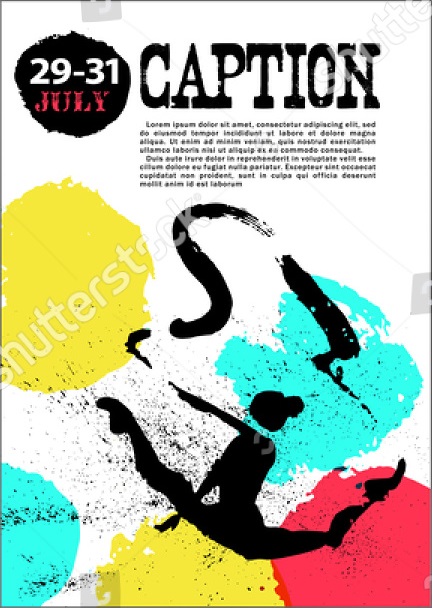 29-31
JULY
CAPTION
Lorem ipsum dolor sit amet, consectetur
adipisicing elit, sed do eiusmod tempor
incididunt ut labore et dolore magna
aliqua. Ut enim ad minim veniam, quis
nostrud exercitation ullamco laboris nisi ut
aliquip ex ea commodo consequat.
Duis aute irure dolor in reprehenderit in
voluptate velit esse cillum dolore eu fugiat
nulla pariatur. Excepteur sint occaecat
cupidatat non proident, sunt in culpa qui
officia deserunt mollit anim id est laborum
shutterstock